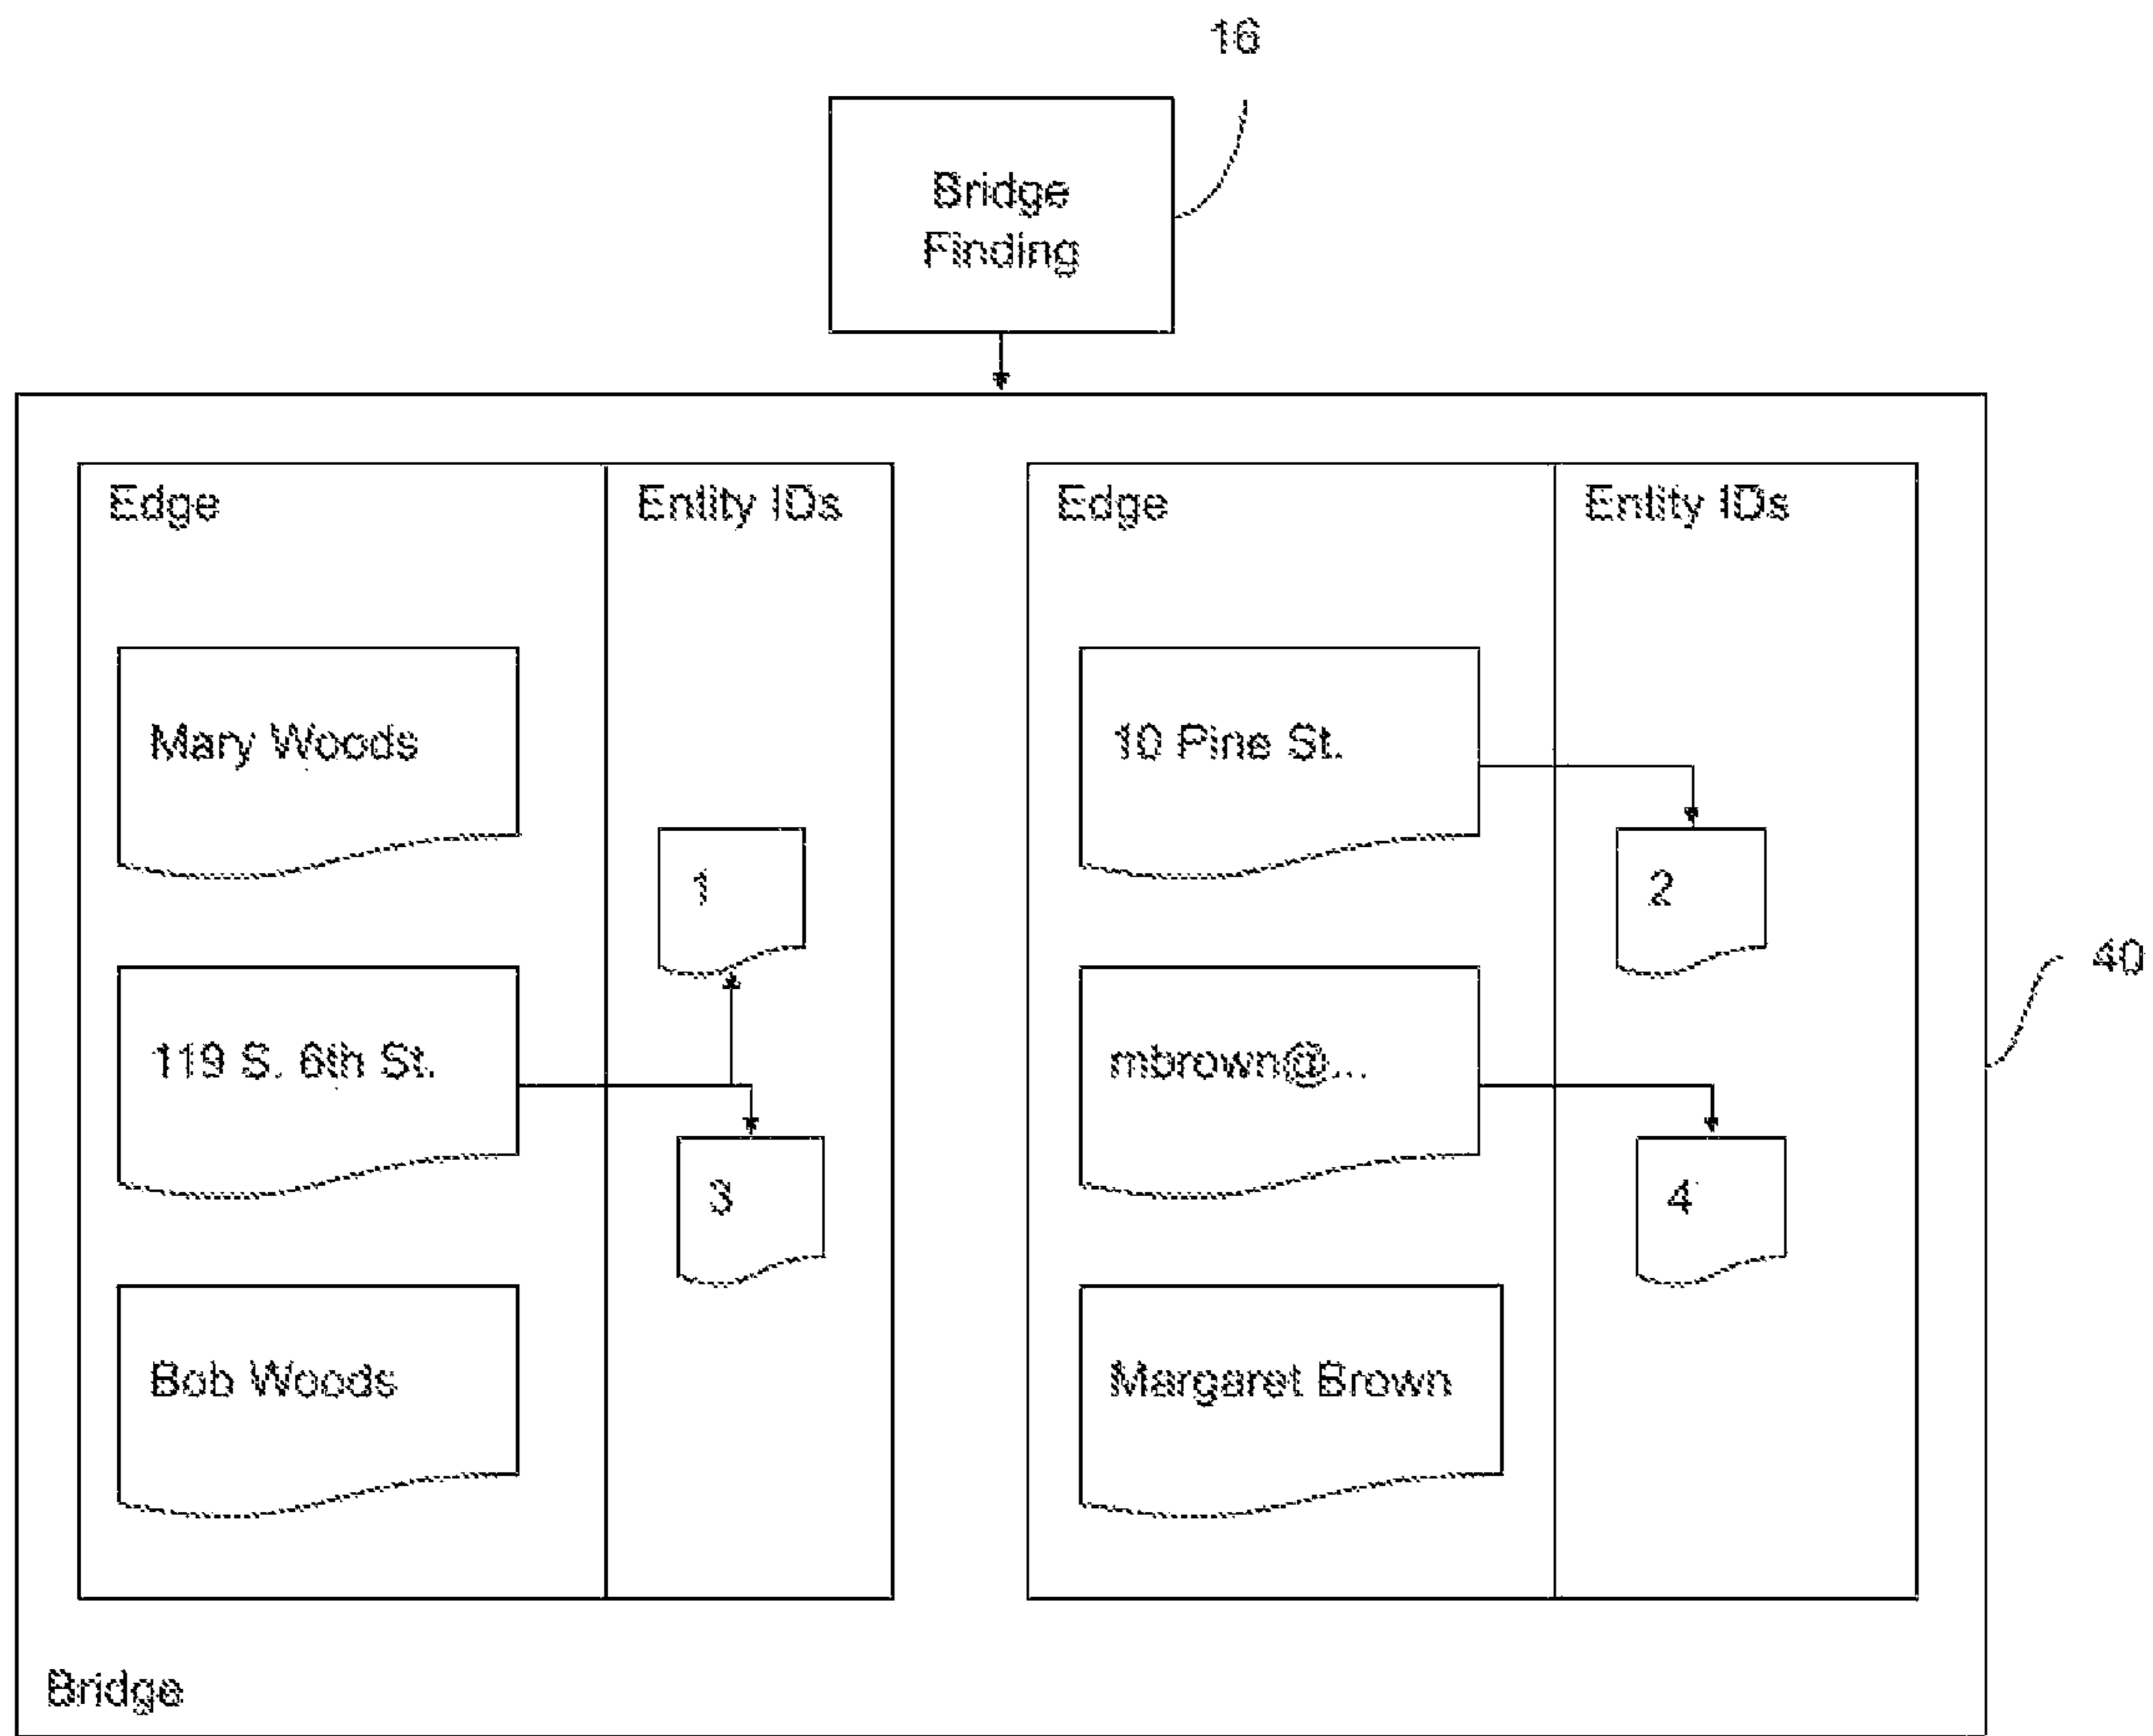 16
Bridge
Finding
Edge
Entity IDs
Edge
Entity IDs
Mary Woods
10 Pine St.
1
2
40
119 S. 6th St.
mbrown@...
3
4
Bob Woods
Margaret Brown
Bridge